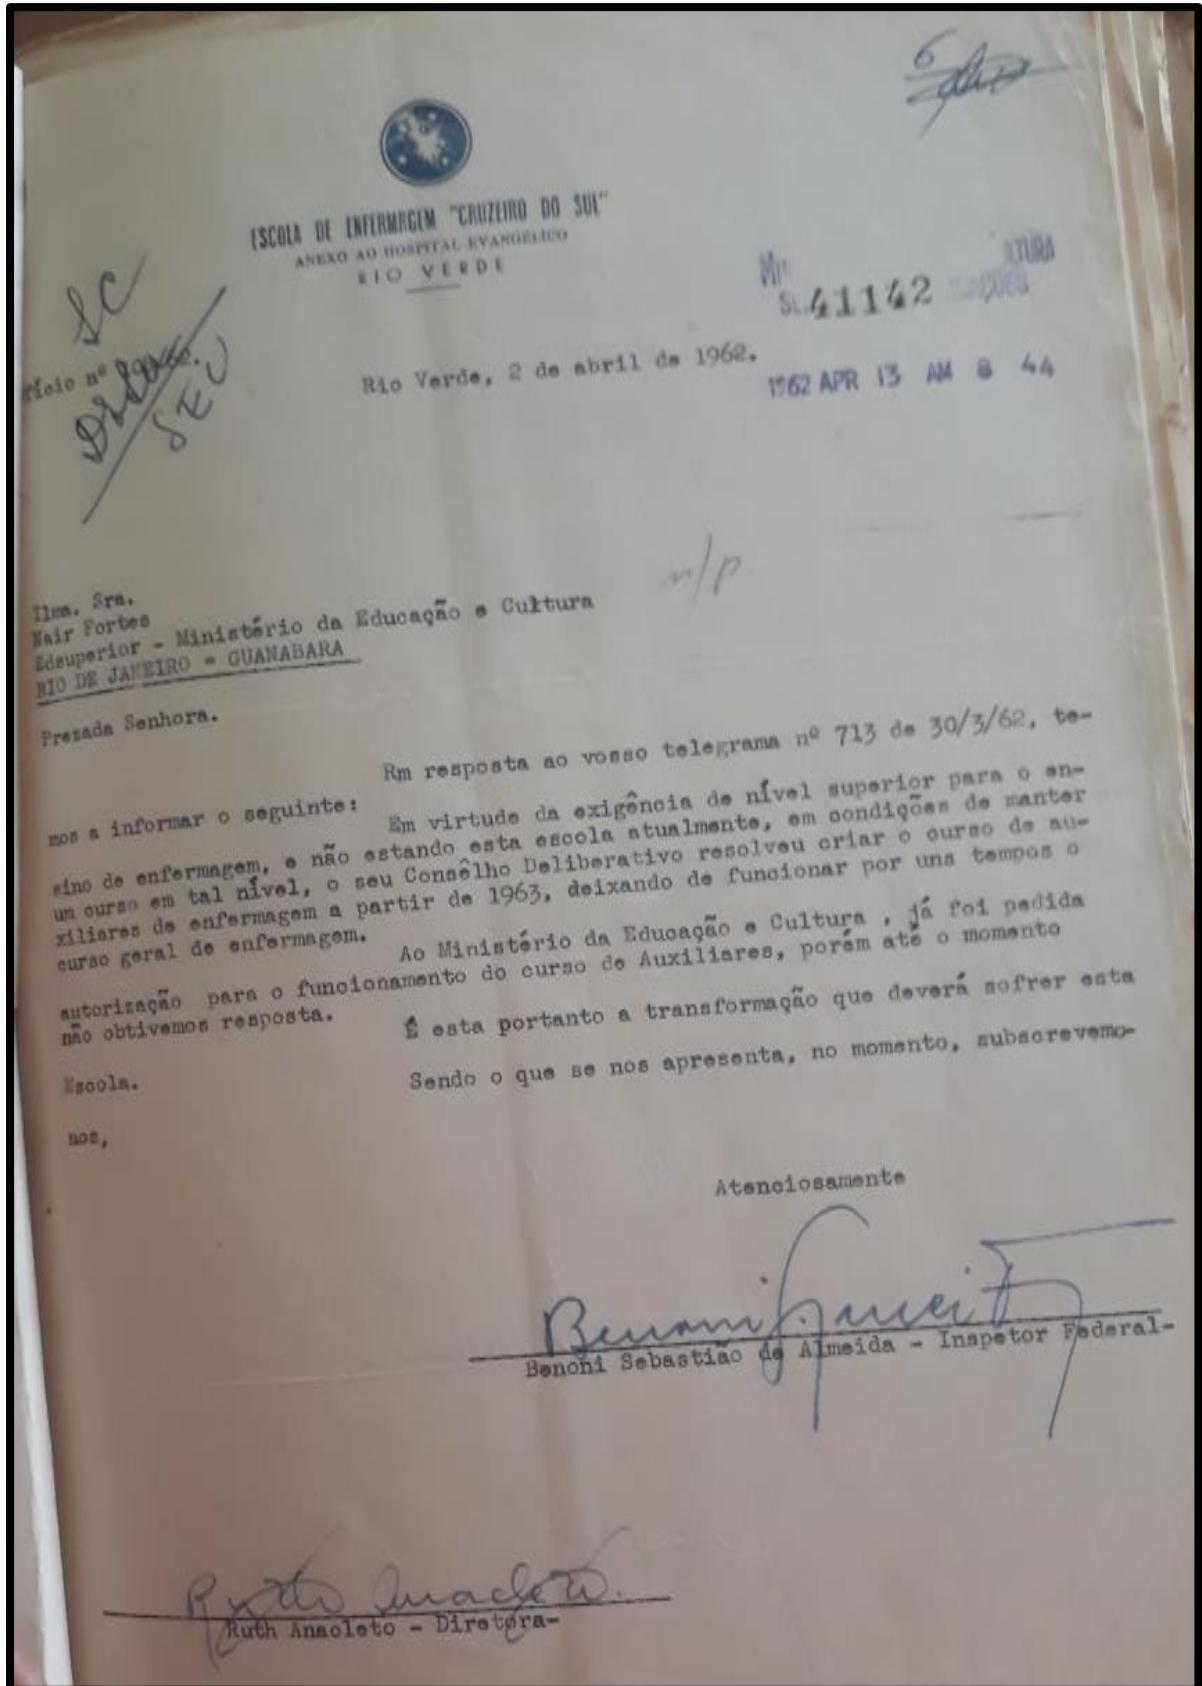 6
ESCOLA DE ENFERMAGEM "CRUZEIRO DO SUL"
ANEXO AO HOSPITAL EVANGÉLICO
RIO VERDE
SC
SEU
41142
1962 APR 13 AM 8 44
Rio Verde, 2 de abril de 1962.
n/p
Ilma. Sra.
Nair Fortes
Edsuperior - Ministério da Educação e Cultura
RIO DE JANEIRO - GUANABARA
Prezada Senhora.
Rm resposta ao vosso telegrama nº 713 de 30/3/62, te-
mos a informar o seguinte:
Em virtude da exigência de nível superior para o en-
sino de enfermagem, e não estando esta escola atualmente, em condições de manter
um curso em tal nível, o seu Consêlho Deliberativo resolveu criar o curso de au-
xiliares de enfermagem a partir de 1963, deixando de funcionar por uns tempos o
curso geral de enfermagem.
Ao Ministério da Educação e Cultura , já foi pedida
autorização para o funcionamento do curso de Auxiliares, porém até o momento
não obtivemos resposta.
É esta portanto a transformação que deverá sofrer esta
Escola.
Sendo o que se nos apresenta, no momento, subscrevemo-
nos,
Atenciosamente
Benoni Sebastião de Almeida - Inspetor Federal-
Ruth Anacleto - Diretora-